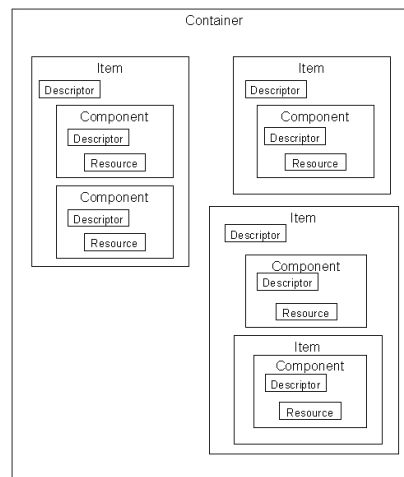 Container
Item
Descriptor
Component
Descriptor
Resource
Component
Descriptor
Resource
Item
Descriptor
Component
Descriptor
Resource
Item
Descriptor
Component
Descriptor
Resource
Item
Component
Descriptor
Resource